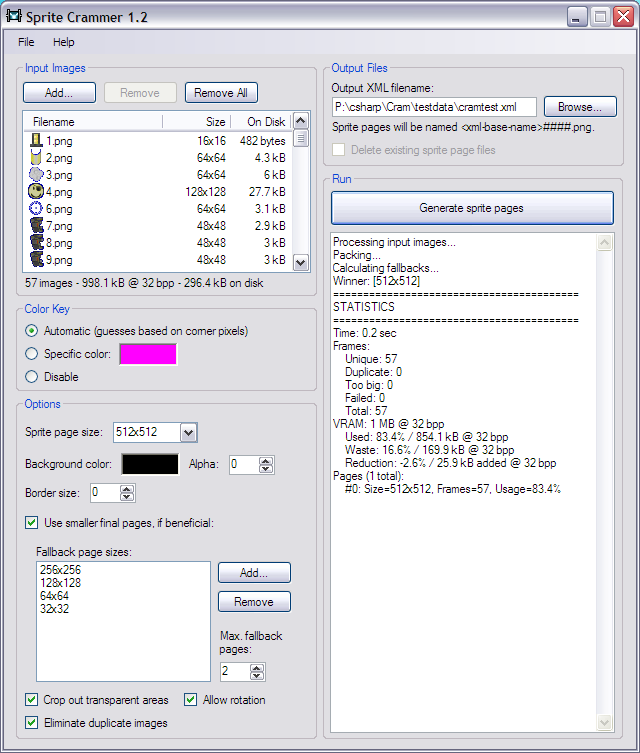 Sprite Crammer 1.2
File Help
Input Images
Add... Remove Remove All
Filename Size On Disk
1.png 16x16 482 bytes
2.png 64x64 4.3 kB
3.png 64x64 6 kB
4.png 128x128 27.7 kB
6.png 64x64 3.1 kB
7.png 48x48 2.9 kB
8.png 48x48 3 kB
9.png 48x48 3 kB
57 images - 998.1 kB @ 32 bpp - 296.4 kB on disk
Color Key
Automatic (guesses based on corner pixels)
Specific color:
Disable
Options
Sprite page size: 512x512
Background color: Alpha: 0
Border size: 0
Use smaller final pages, if beneficial:
Fallback page sizes:
256x256
128x128
64x64
32x32
Add...
Remove
Max. fallback
pages:
2
Crop out transparent areas Allow rotation
Eliminate duplicate images
Output Files
Output XML filename:
P:\csharp\Cram\testdata\cramtest.xml Browse...
Sprite pages will be named <xml-base-name>####.png.
Delete existing sprite page files
Run
Generate sprite pages
Processing input images...
Packing...
Calculating fallbacks...
Winner: [512x512]
========================================
STATISTICS
========================================
Time: 0.2 sec
Frames:
Unique: 57
Duplicate: 0
Too big: 0
Failed: 0
Total: 57
VRAM: 1 MB @ 32 bpp
Used: 83.4% / 854.1 kB @ 32 bpp
Waste: 16.6% / 169.9 kB @ 32 bpp
Reduction: -2.6% / 25.9 kB added @ 32 bpp
Pages (1 total):
#0: Size=512x512, Frames=57, Usage=83.4%